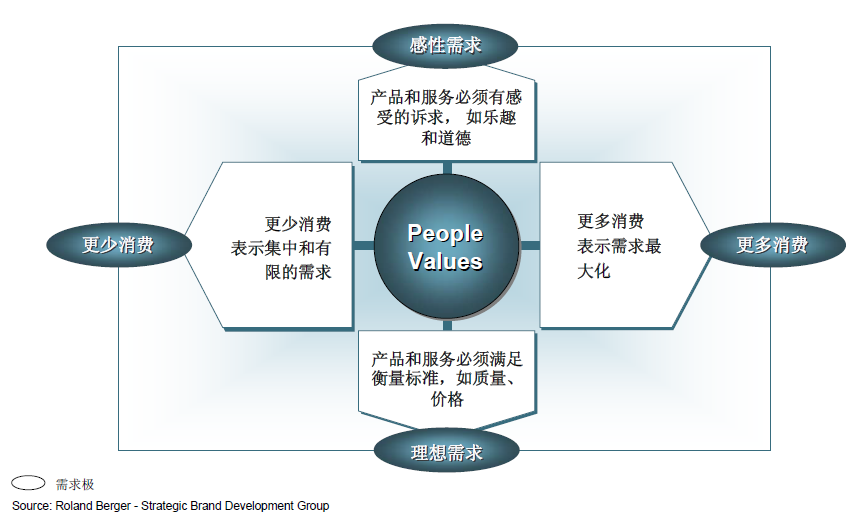 感性需求
产品和服务必须有感
受的诉求， 如乐趣
和道德
更少消费
更少消费
表示集中和有
限的需求
People
Values
更多消费
表示需求最
大化
更多消费
产品和服务必须满足
衡量标准，如质量、
价格
理想需求
需求极
Source: Roland Berger - Strategic Brand Development Group